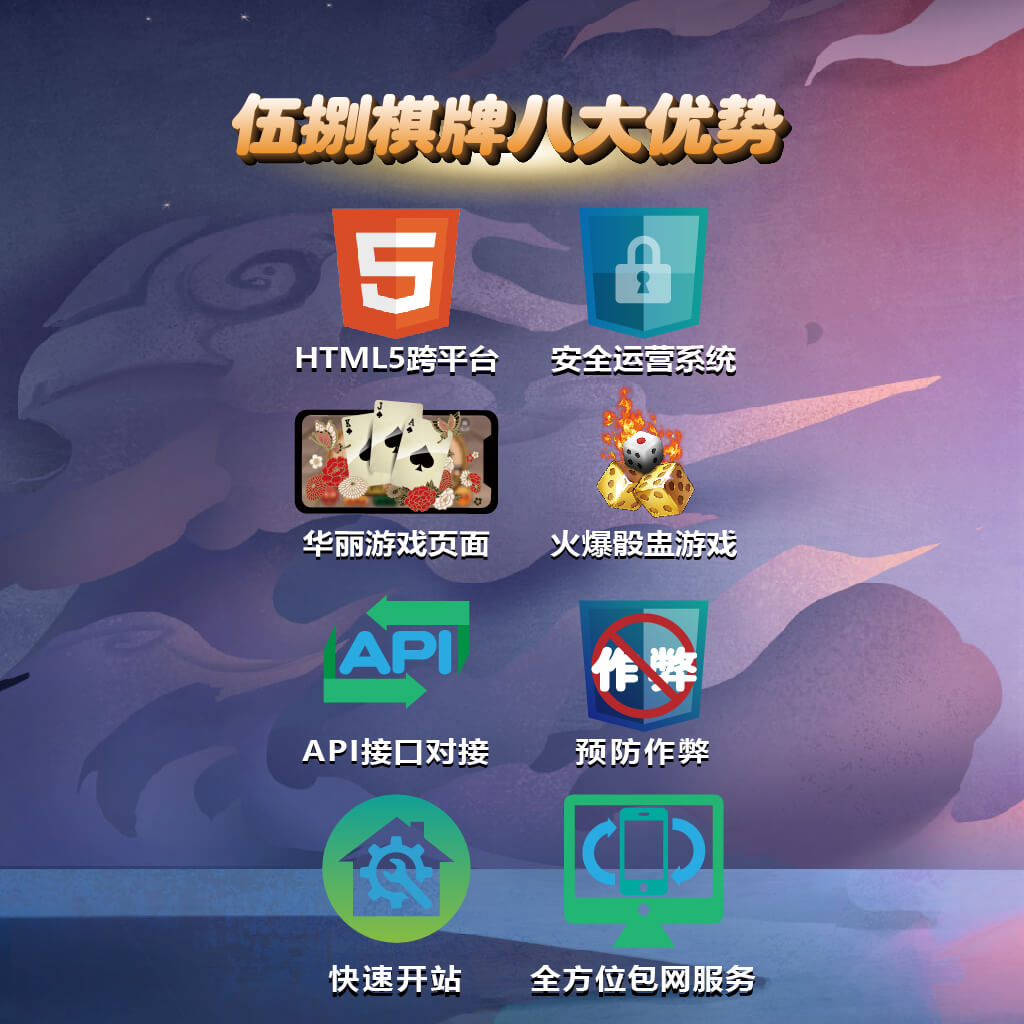 伍捌棋牌八大优势
5
HTML5跨平台
安全运营系统
K J A
华丽游戏页面
火爆骰蛊游戏
API
API接口对接
作弊
预防作弊
快速开站
全方位包网服务